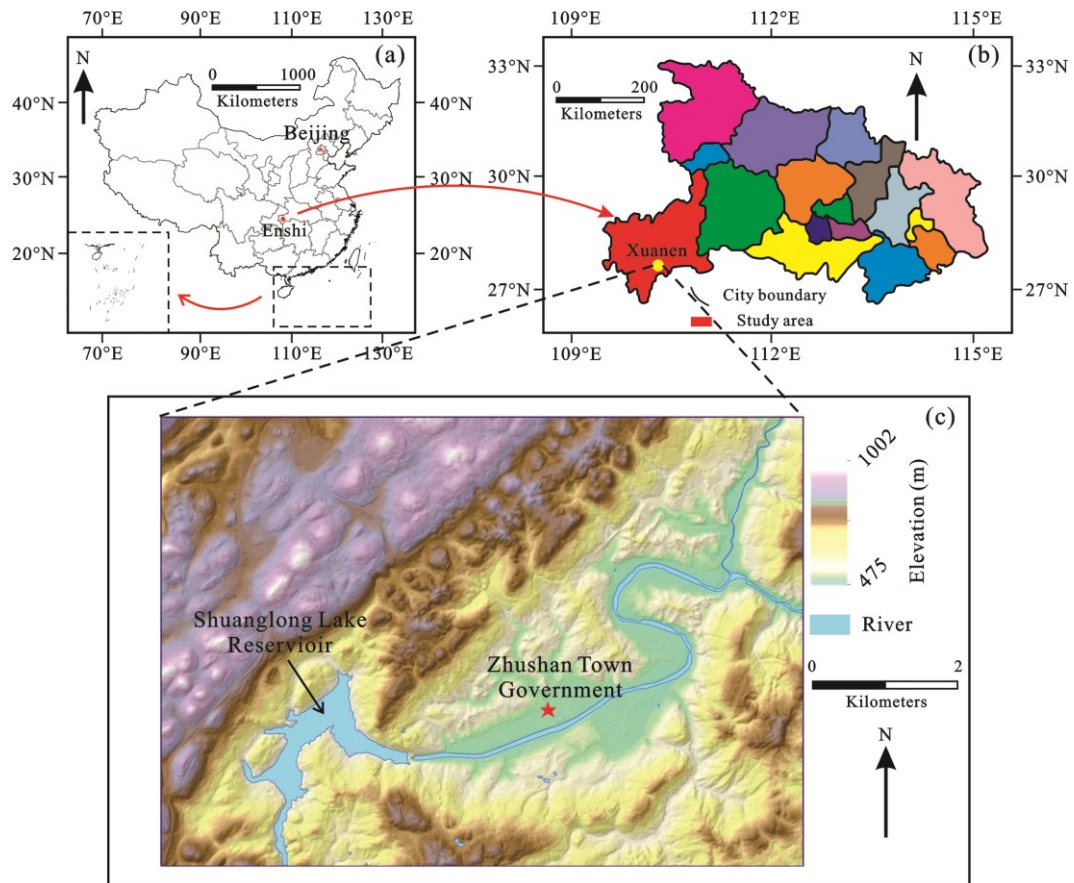 70°E 90°E 110°E 130°E
(a)
N
0 1000
Kilometers
40°N
30°N
20°N
Beijing
Enshi
40°N
30°N
20°N
70°E 90°E 110°E 130°E
109°E 112°E 115°E
(b)
33°N
30°N
27°N
0 200
Kilometers
N
Xuanen
City boundary
Study area
33°N
30°N
27°N
109°E 112°E 115°E
(c)
Shuanglong Lake
Reservioir
Zhushan Town
Government
1002
475
Elevation (m)
River
0 2
Kilometers
N